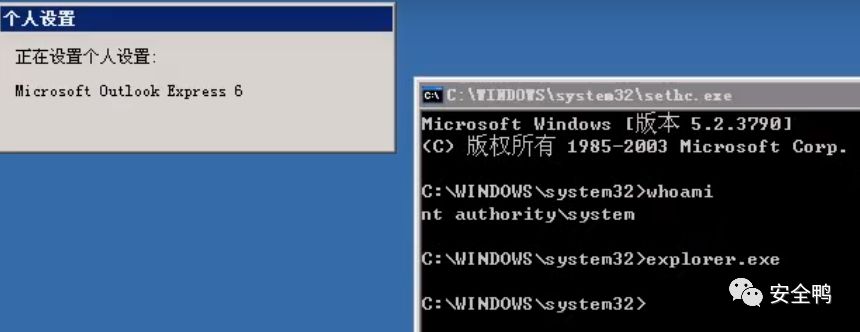 个人设置
正在设置个人设置:
Microsoft Outlook Express 6
C:\WINDOWS\system32\sethc.exe
Microsoft Windows [版本 5.2.3790]
(C) 版权所有 1985-2003 Microsoft Corp.
C:\WINDOWS\system32>whoami
nt authority\system
C:\WINDOWS\system32>explorer.exe
C:\WINDOWS\system32>
安全鸭